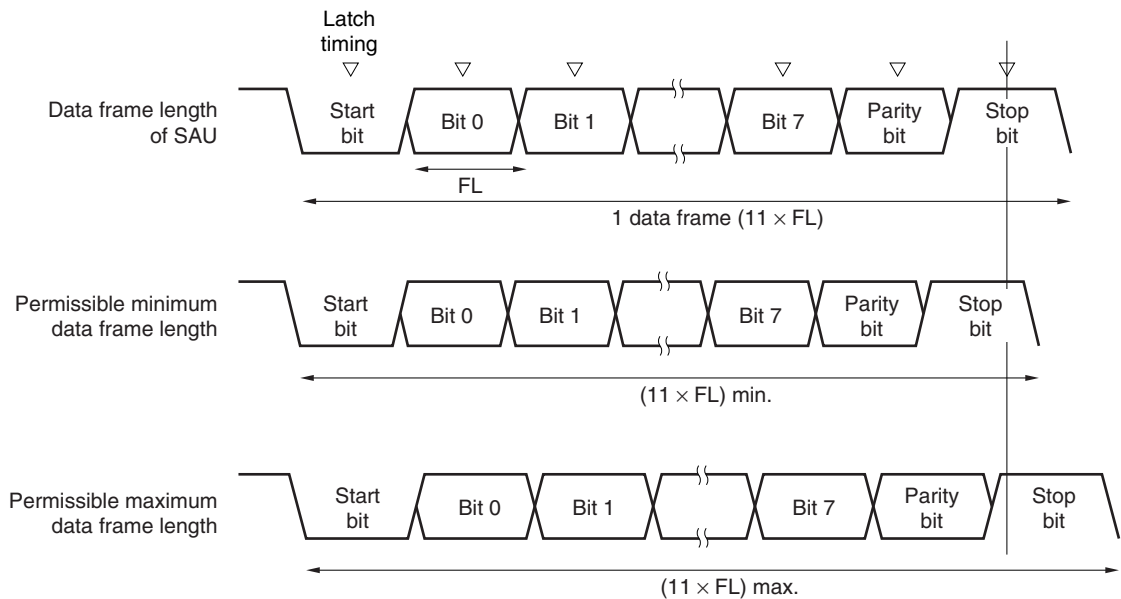 Latch
timing
Data frame length
of SAU
Start
bit
Bit 0
Bit 1
Bit 7
Parity
bit
Stop
bit
FL
1 data frame (11 × FL)
Permissible minimum
data frame length
Start
bit
Bit 0
Bit 1
Bit 7
Parity
bit
Stop
bit
(11 × FL) min.
Permissible maximum
data frame length
Start
bit
Bit 0
Bit 1
Bit 7
Parity
bit
Stop
bit
(11 × FL) max.